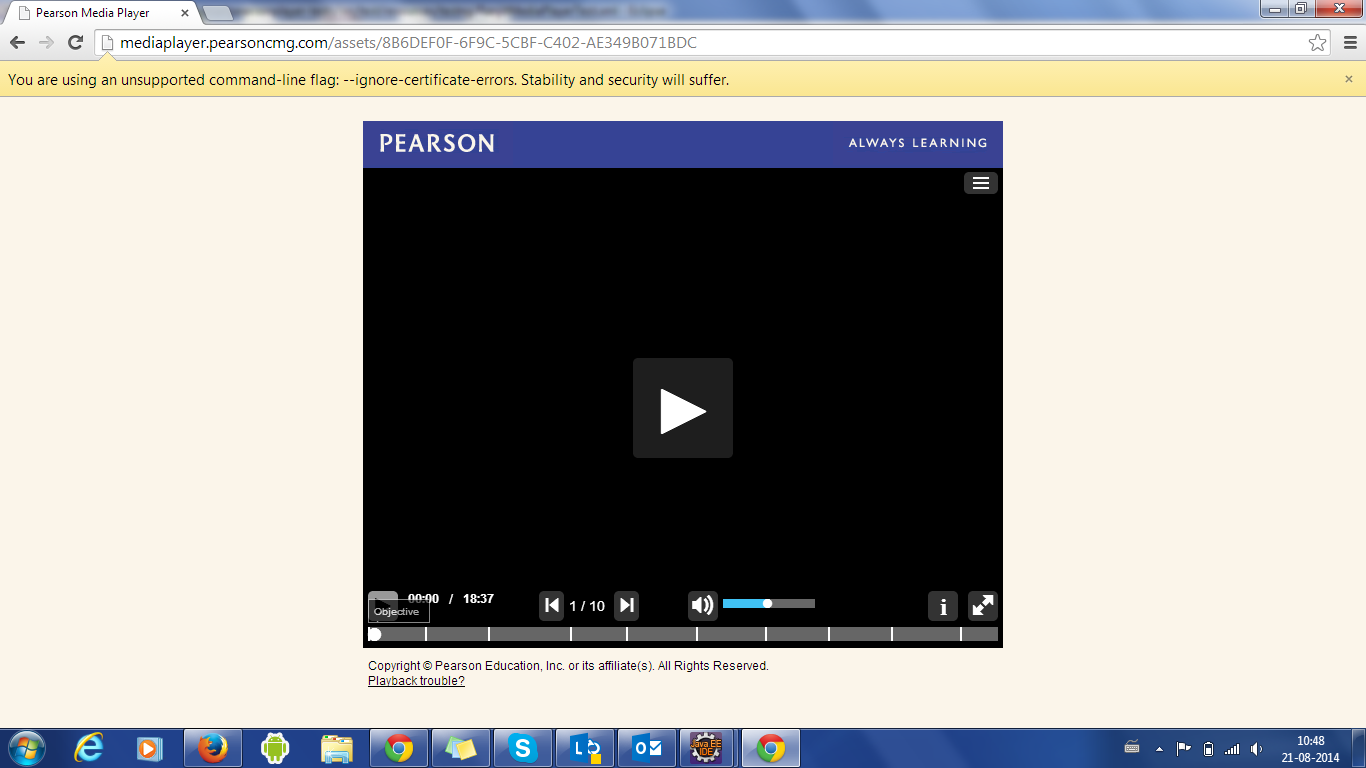 Pearson Media Player
mediaplayer.pearsoncmg.com/assets/8B6DEF0F-6F9C-5CBF-C402-AE349B071BDC
You are using an unsupported command-line flag: --ignore-certificate-errors. Stability and security will suffer.
PEARSON
ALWAYS LEARNING
00:00 / 18:37
1 / 10
i
Objective
Copyright © Pearson Education, Inc. or its affiliate(s). All Rights Reserved.
Playback trouble?
Java EE
IDE
10:48
21-08-2014